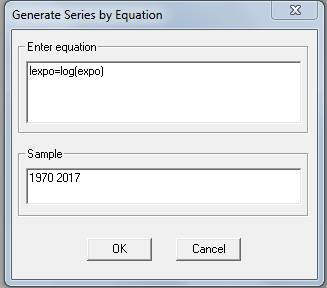 Generate Series by Equation
Enter equation
lexpo=log(expo)
Sample
1970 2017
OK
Cancel